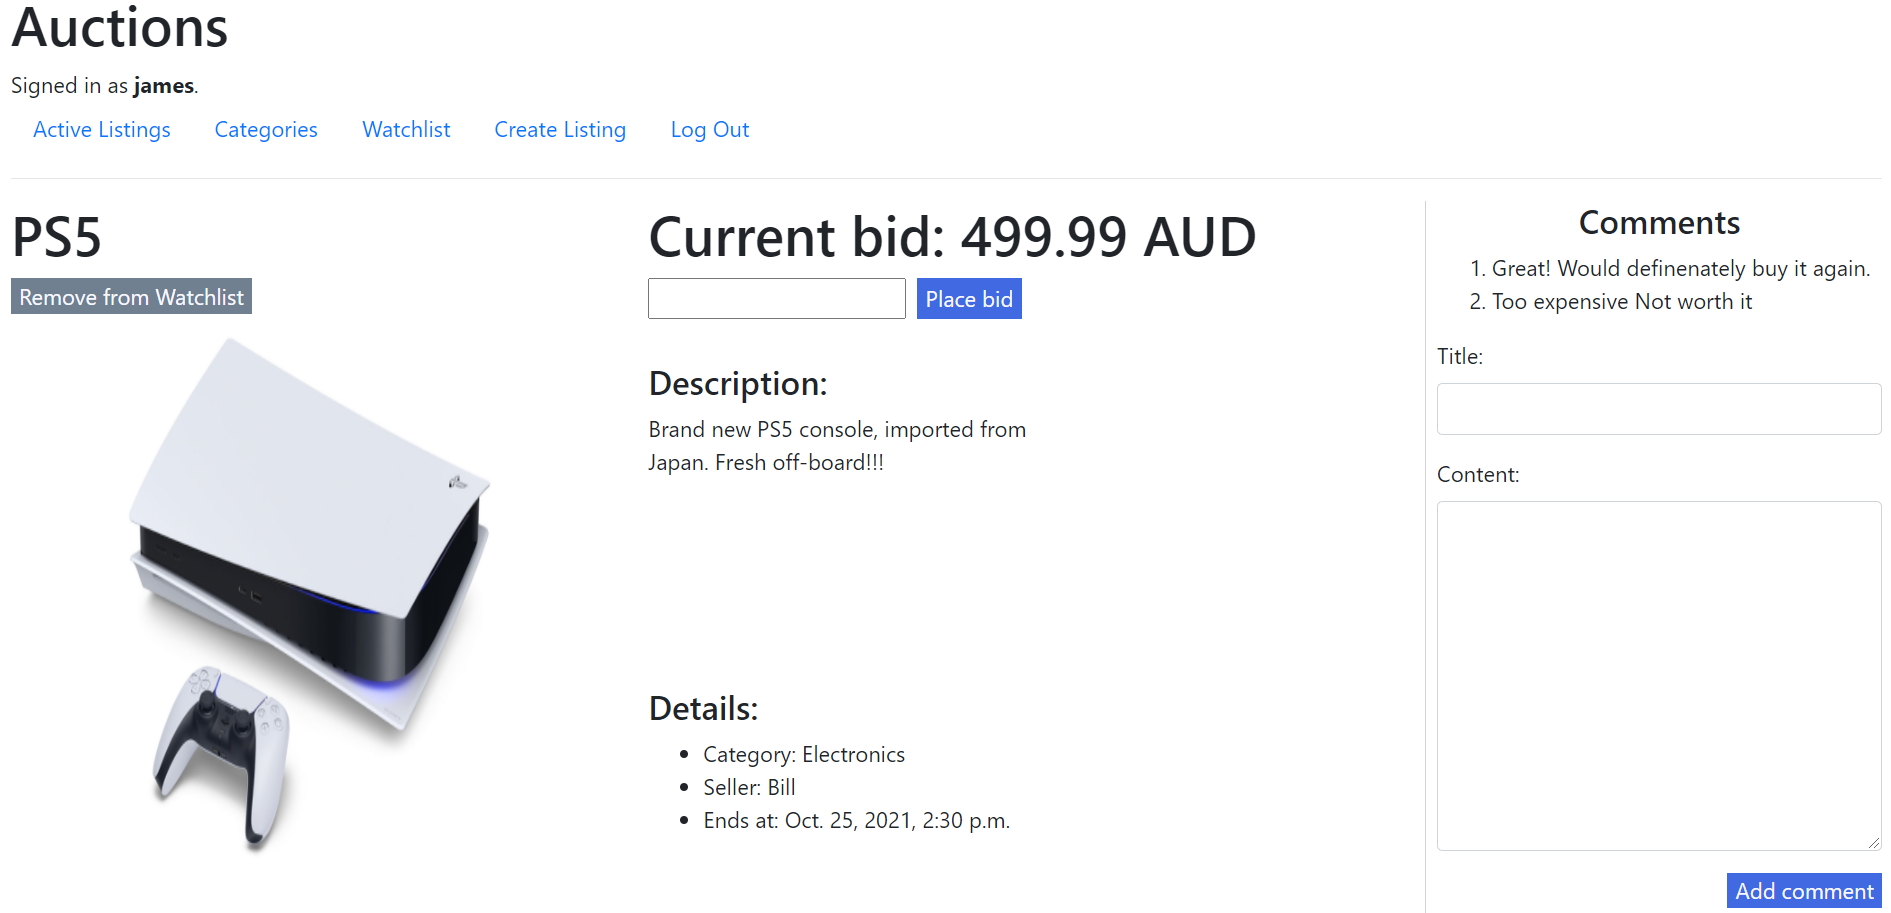 Auctions
Signed in as james.
Active Listings Categories Watchlist Create Listing Log Out
PS5
Remove from Watchlist
Current bid: 499.99 AUD
Place bid
Description:
Brand new PS5 console, imported from
Japan. Fresh off-board!!!
Details:
• Category: Electronics
• Seller: Bill
• Ends at: Oct. 25, 2021, 2:30 p.m.
Comments
1. Great! Would definenately buy it again.
2. Too expensive Not worth it
Title:
Content:
Add comment